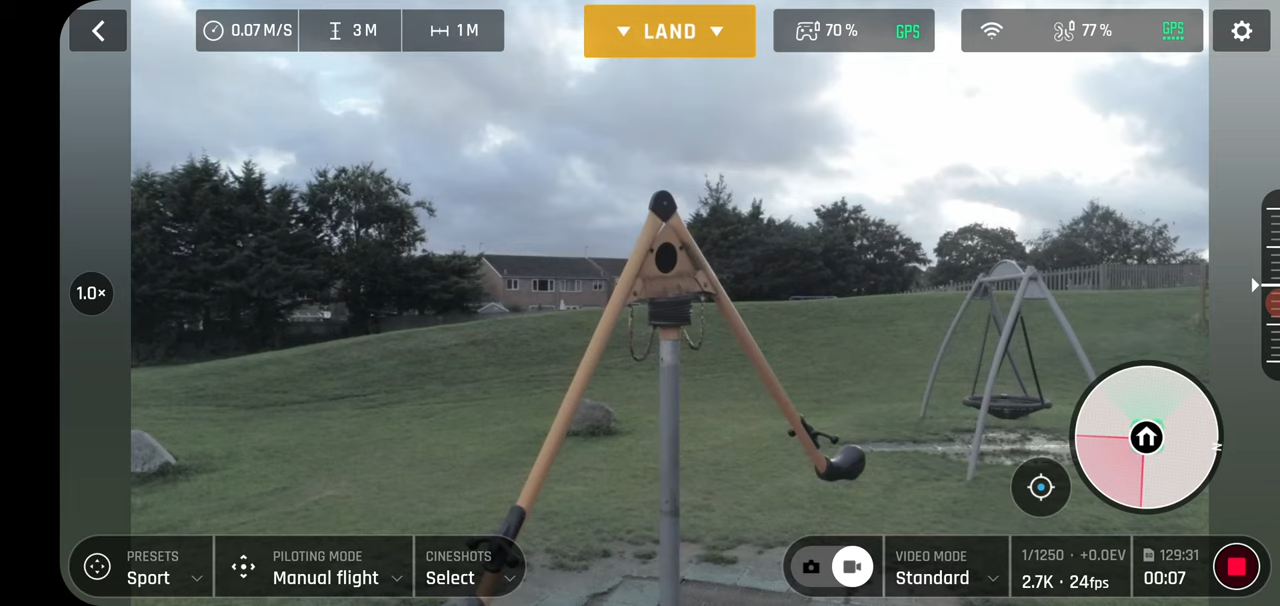 0.07 M/S
3 M
1 M
LAND
70 %
GPS
77 %
GPS
1.0×
N
PRESETS
Sport
PILOTING MODE
Manual flight
CINESHOTS
Select
VIDEO MODE
Standard
1/1250 · +0.0EV
2.7K · 24fps
129:31
00:07